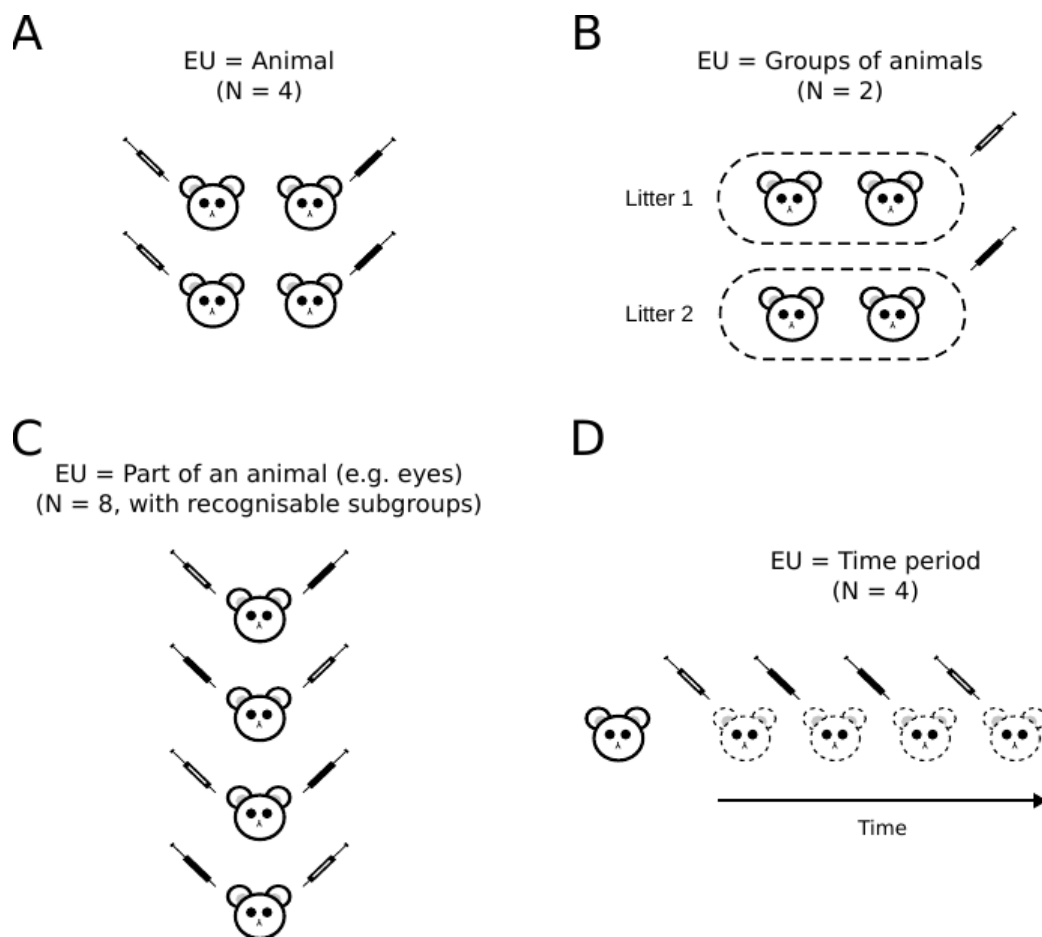 A
EU = Animal
(N = 4)
B
EU = Groups of animals
(N = 2)
Litter 1
Litter 2
C
EU = Part of an animal (e.g. eyes)
(N = 8, with recognisable subgroups)
D
EU = Time period
(N = 4)
Time